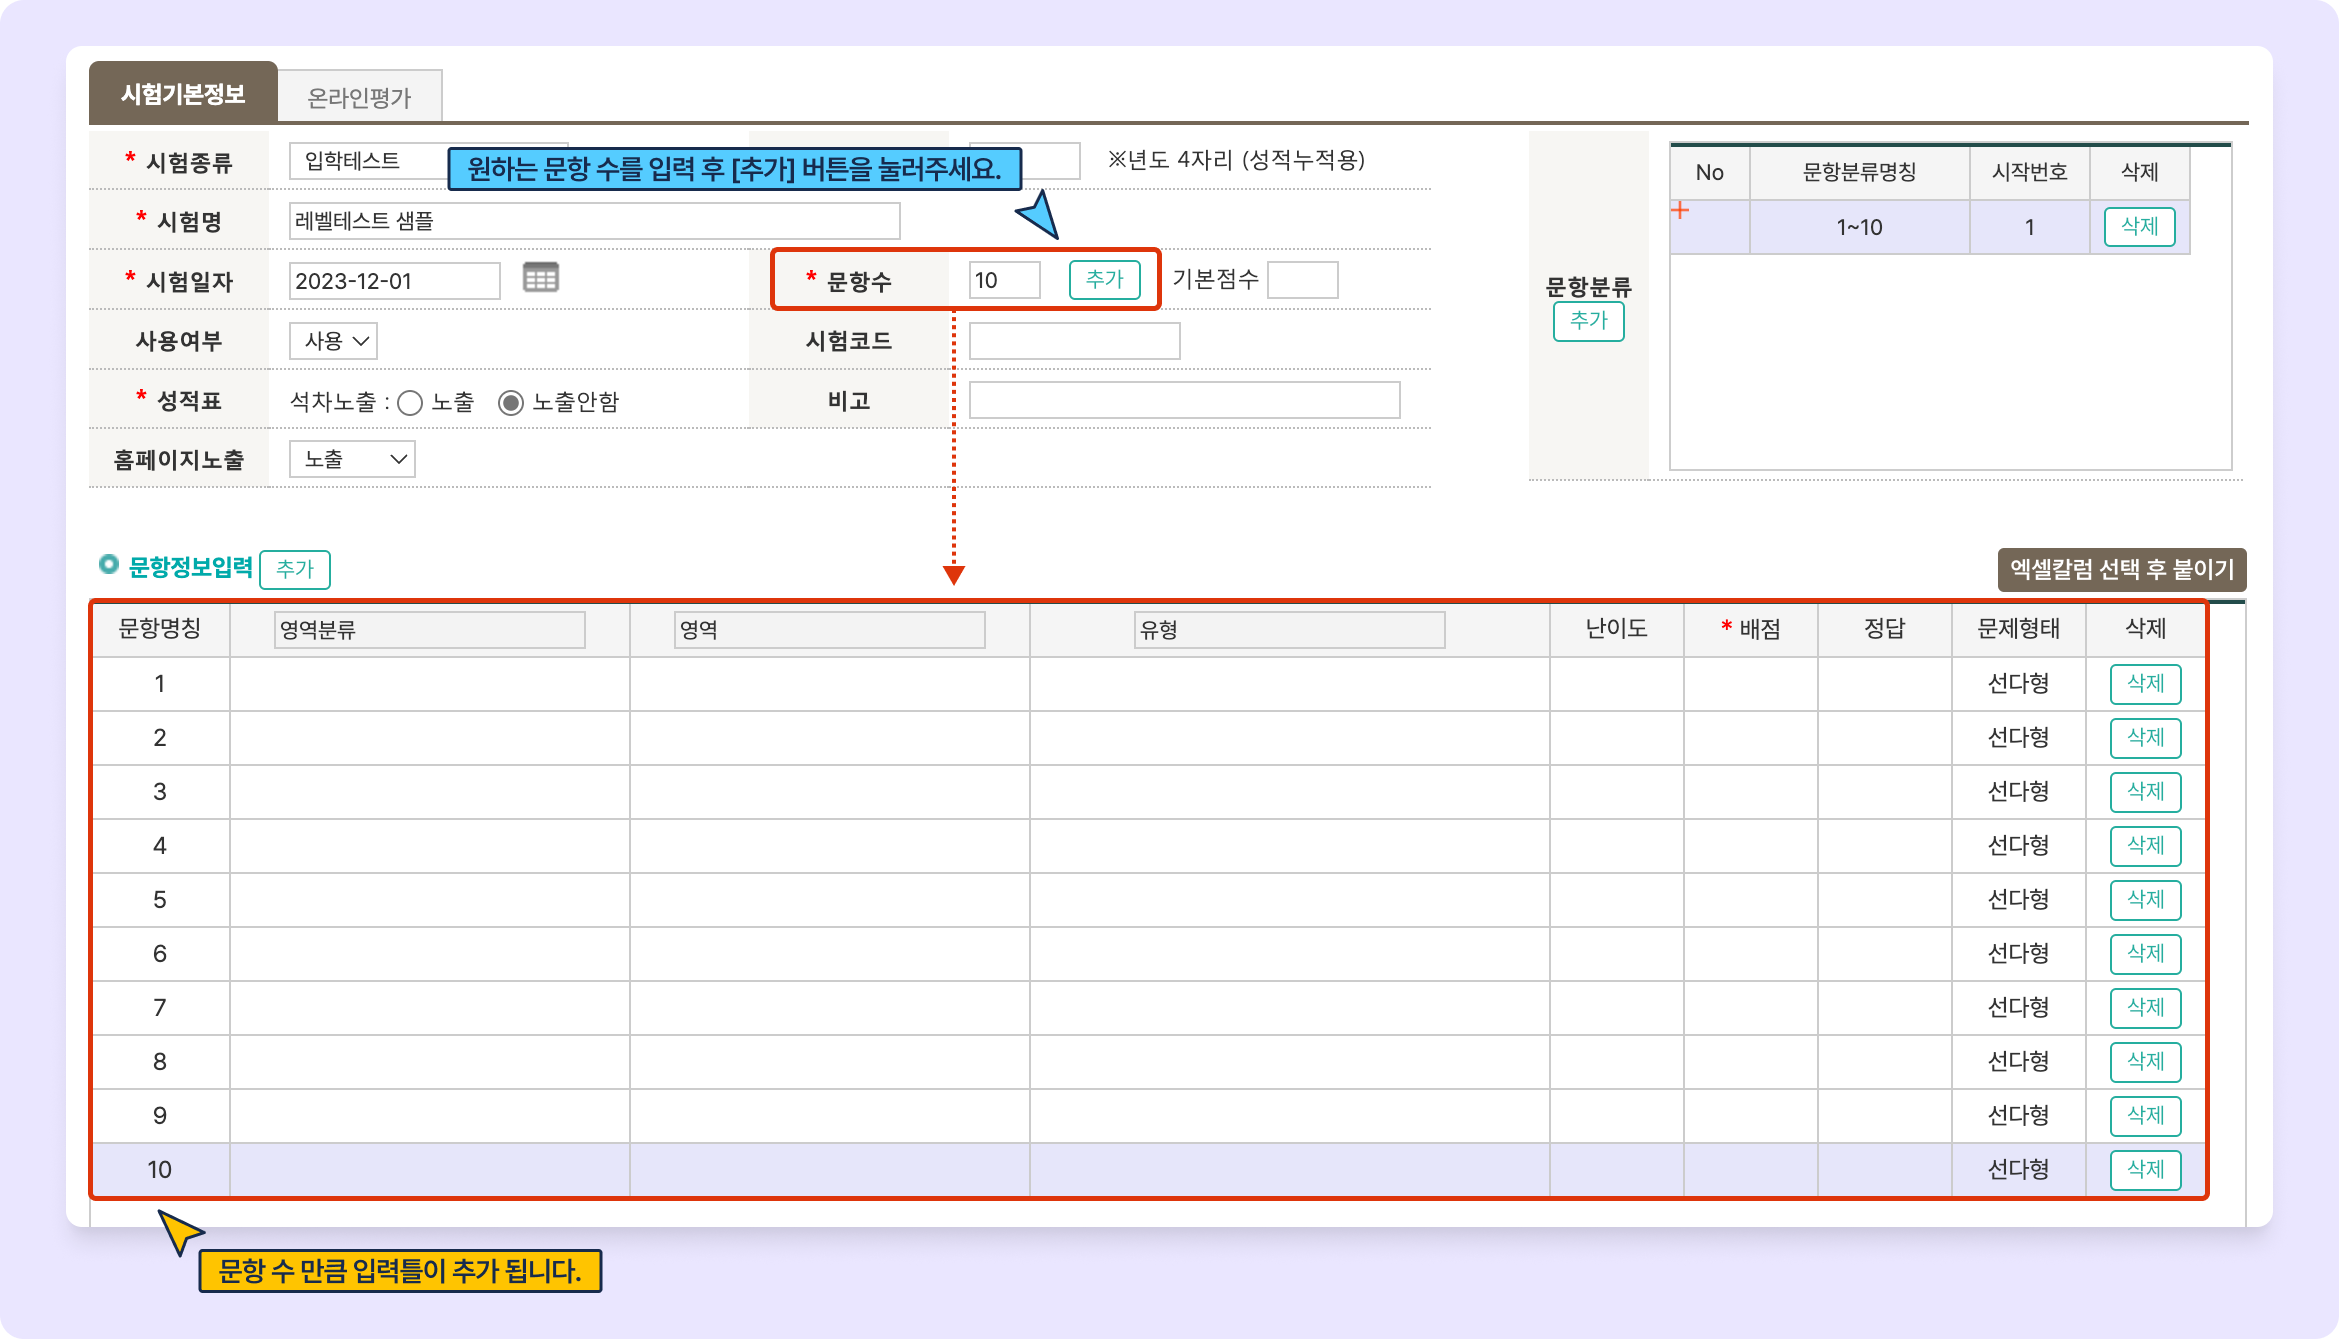 시험기본정보 온라인평가
* 시험종류 입학테스트 ※년도 4자리 (성적누적용)
원하는 문항 수를 입력 후 [추가] 버튼을 눌러주세요.
* 시험명 레벨테스트 샘플
* 시험일자 2023-12-01 * 문항수 10 추가 기본점수
사용여부 사용 시험코드
* 성적표 석차노출 : 노출 노출안함 비고
홈페이지노출 노출
문항분류
추가
No 문항분류명칭 시작번호 삭제
1~10 1 삭제
문항정보입력 추가 엑셀칼럼 선택 후 붙이기
문항명칭 영역분류 영역 유형 난이도 * 배점 정답 문제형태 삭제
1 선다형 삭제
2 선다형 삭제
3 선다형 삭제
4 선다형 삭제
5 선다형 삭제
6 선다형 삭제
7 선다형 삭제
8 선다형 삭제
9 선다형 삭제
10 선다형 삭제
문항 수 만큼 입력틀이 추가 됩니다.